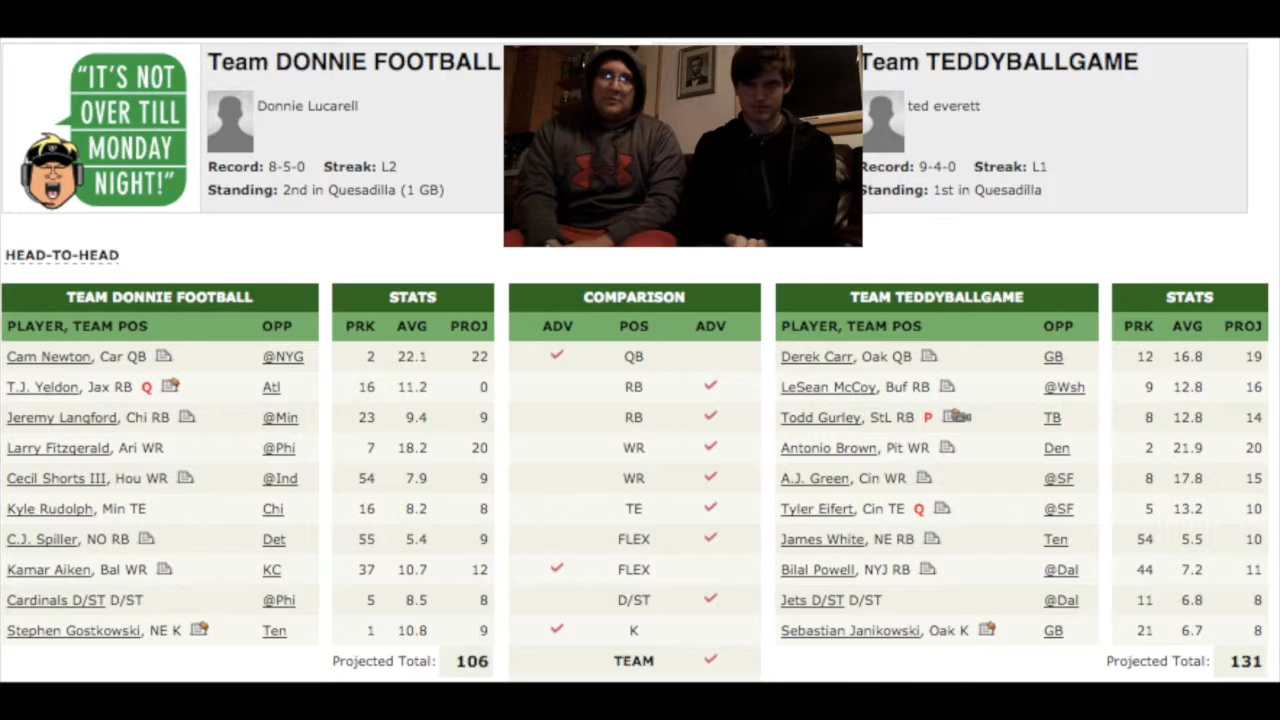 "IT'S NOT
OVER TILL
MONDAY
NIGHT!"
Team DONNIE FOOTBALL
Donnie Lucarell
Record: 8-5-0 Streak: L2
Standing: 2nd in Quesadilla (1 GB)
Team TEDDYBALLGAME
ted everett
Record: 9-4-0 Streak: L1
Standing: 1st in Quesadilla
HEAD-TO-HEAD
TEAM DONNIE FOOTBALL STATS COMPARISON TEAM TEDDYBALLGAME STATS
PLAYER, TEAM POS OPP PRK AVG PROJ ADV POS ADV PLAYER, TEAM POS OPP PRK AVG PROJ
Cam Newton, Car QB @NYG 2 22.1 22 QB Derek Carr, Oak QB GB 12 16.8 19
T.J. Yeldon, Jax RB Q Atl 16 11.2 0 RB LeSean McCoy, Buf RB @Wsh 9 12.8 16
Jeremy Langford, Chi RB @Min 23 9.4 9 RB Todd Gurley, StL RB P TB 8 12.8 14
Larry Fitzgerald, Ari WR @Phi 7 18.2 20 WR Antonio Brown, Pit WR Den 2 21.9 20
Cecil Shorts III, Hou WR @Ind 54 7.9 9 WR A.J. Green, Cin WR @SF 8 17.8 15
Kyle Rudolph, Min TE Chi 16 8.2 8 TE Tyler Eifert, Cin TE Q @SF 5 13.2 10
C.J. Spiller, NO RB Det 55 5.4 9 FLEX James White, NE RB Ten 54 5.5 10
Kamar Aiken, Bal WR KC 37 10.7 12 FLEX Bilal Powell, NYJ RB @Dal 44 7.2 11
Cardinals D/ST D/ST @Phi 5 8.5 8 D/ST Jets D/ST D/ST @Dal 11 6.8 8
Stephen Gostkowski, NE K Ten 1 10.8 9 K Sebastian Janikowski, Oak K GB 21 6.7 8
Projected Total: 106 TEAM Projected Total: 131